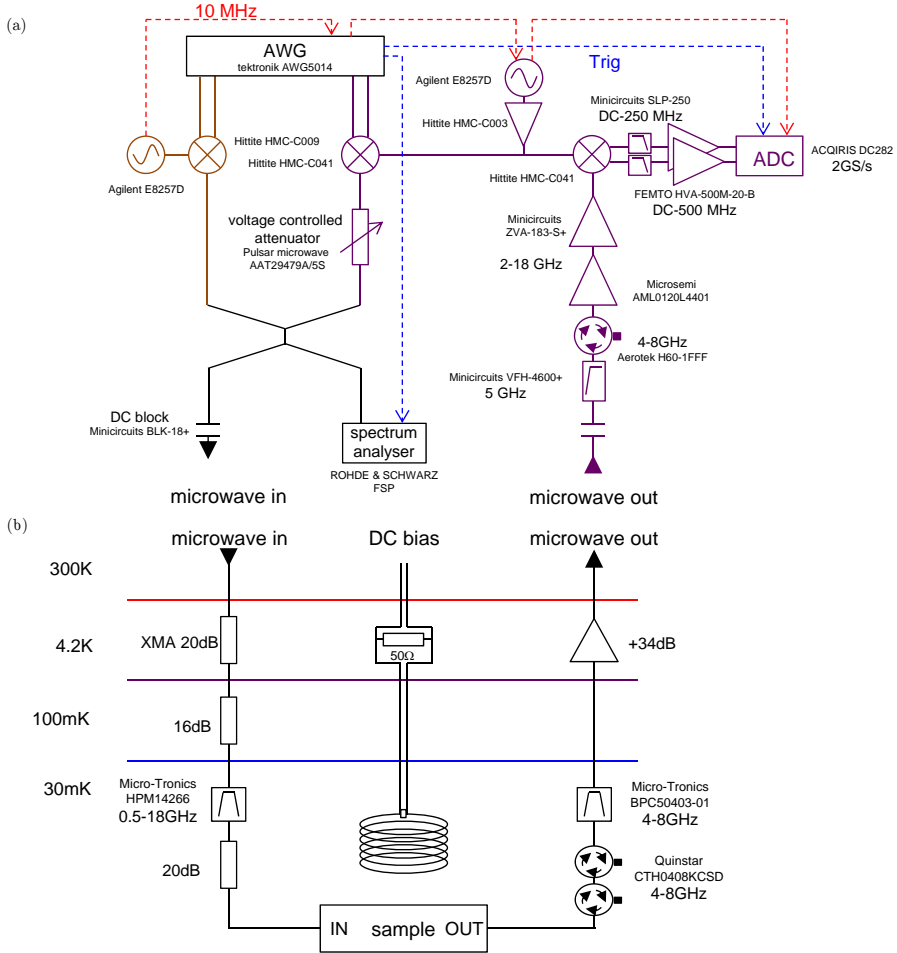 (a)
10 MHz
AWG
tektronik AWG5014
Trig
Agilent E8257D
Minicircuits SLP-250
DC-250 MHz
Hittite HMC-C003
Hittite HMC-C009
Hittite HMC-C041
ADC
ACQIRIS DC282
2GS/s
Agilent E8257D
Hittite HMC-C041
FEMTO HVA-500M-20-B
DC-500 MHz
voltage controlled
attenuator
Pulsar microwave
AAT29479A/5S
Minicircuits
ZVA-183-S+
2-18 GHz
Microsemi
AML0120L4401
4-8GHz
Aerotek H60-1FFF
Minicircuits VFH-4600+
5 GHz
DC block
Minicircuits BLK-18+
spectrum
analyser
ROHDE & SCHWARZ
FSP
microwave in
microwave out
(b)
microwave in
DC bias
microwave out
300K
4.2K
XMA 20dB
50Ω
+34dB
100mK
16dB
30mK
Micro-Tronics
HPM14266
0.5-18GHz
Micro-Tronics
BPC50403-01
4-8GHz
20dB
Quinstar
CTH0408KCSD
4-8GHz
IN sample OUT